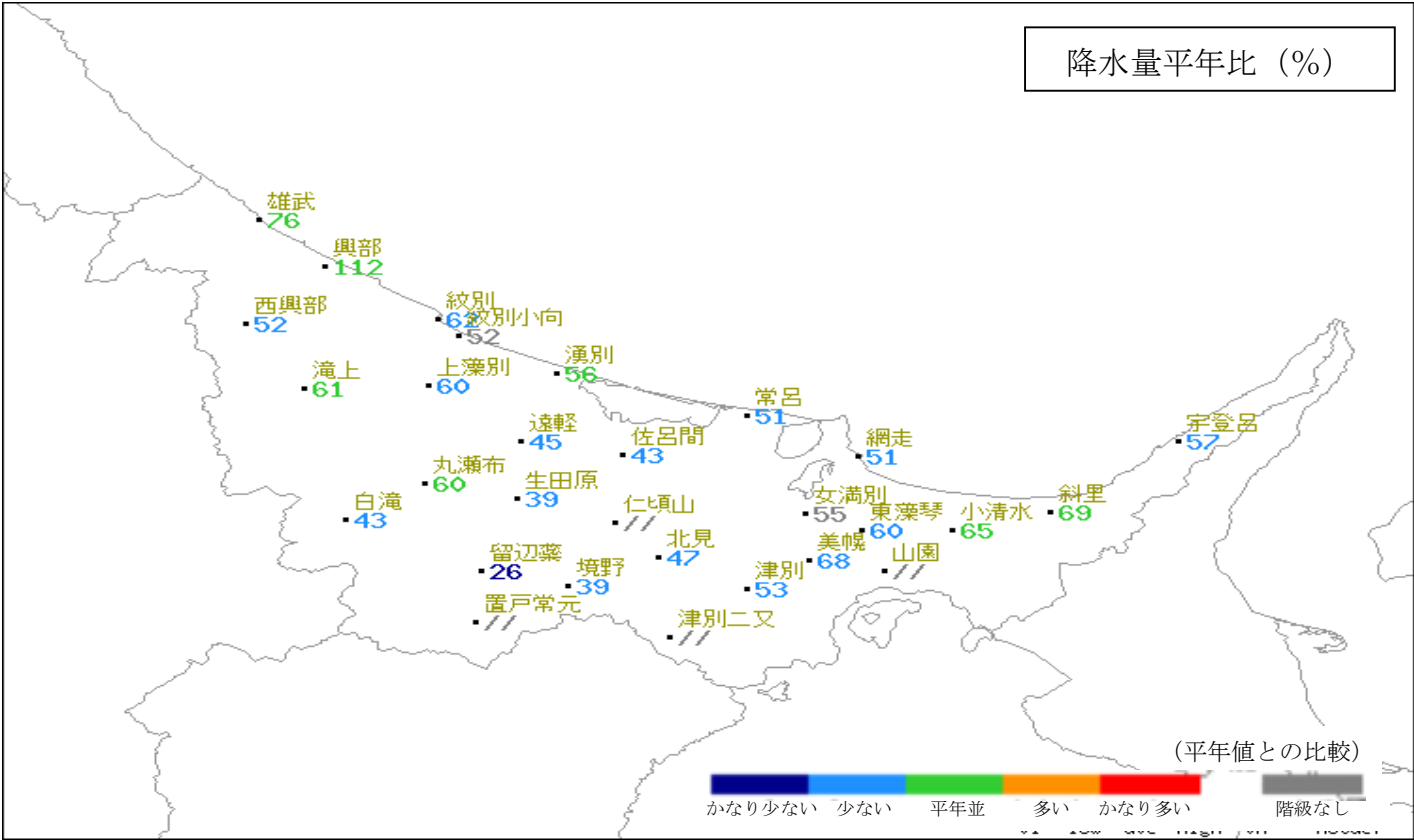 降水量平年比（％）
雄武
76
興部
112
西興部
52
紋別
62
紋別小向
52
滝上
61
上藻別
60
湧別
56
常呂
51
遠軽
45
佐呂間
43
網走
51
宇登呂
57
丸瀬布
60
生田原
39
白滝
43
仁頃山
//
女満別
55
東藻琴
60
小清水
65
斜里
69
留辺蘂
26
境野
39
北見
47
美幌
68
山園
//
津別
53
置戸常元
//
津別二又
//
（平年値との比較）
かなり少ない 少ない 平年並 多い かなり多い 階級なし